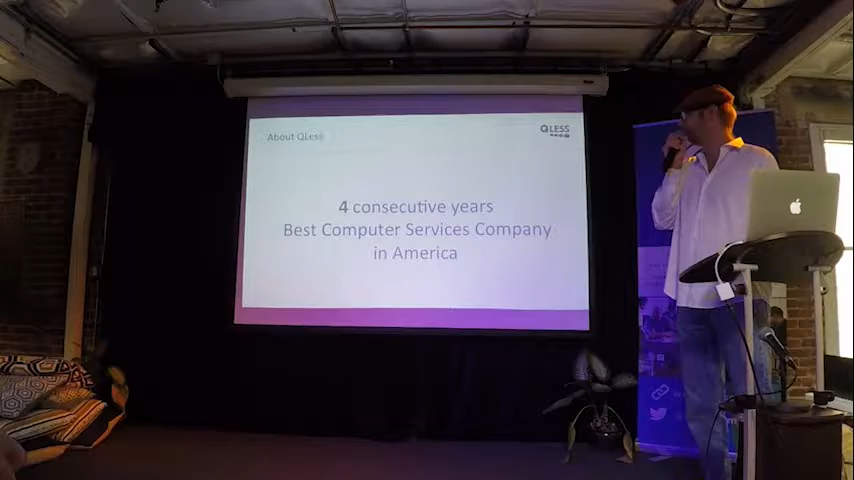 About QLess
QLESS
4 consecutive years
Best Computer Services Company
in America